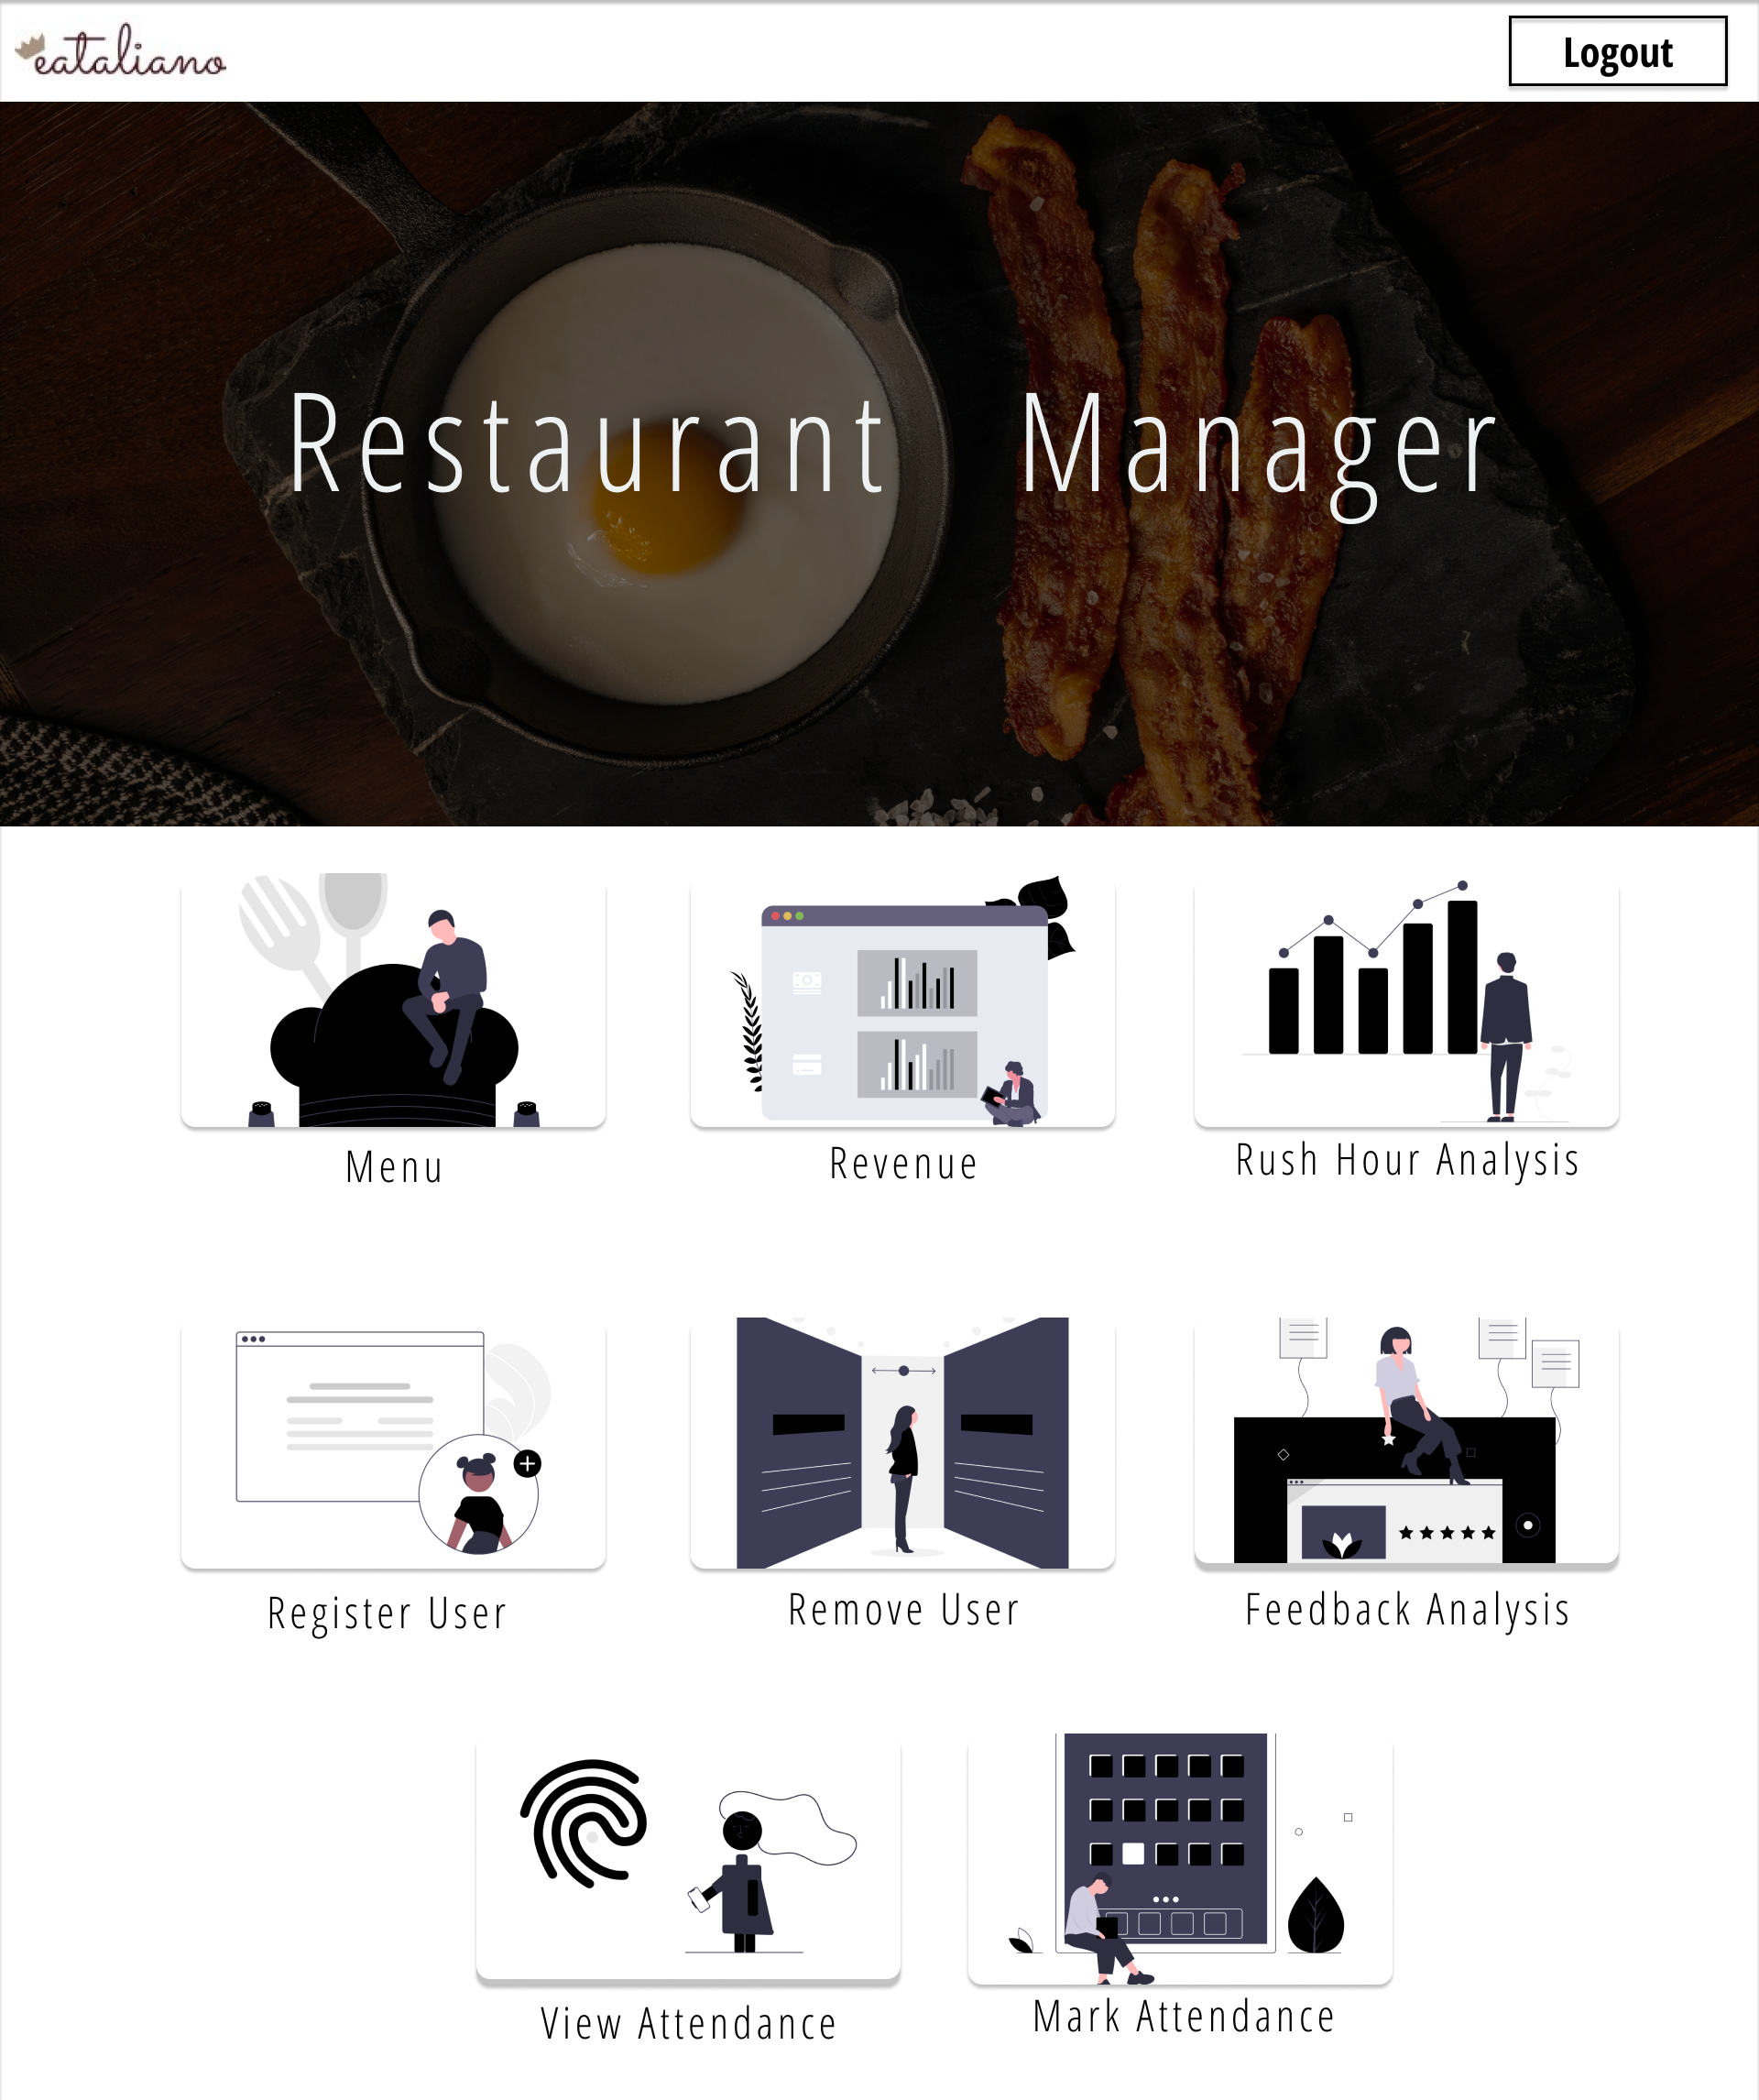 eataliano
Logout
Restaurant Manager
Menu
Revenue
Rush Hour Analysis
Register User
Remove User
Feedback Analysis
View Attendance
Mark Attendance